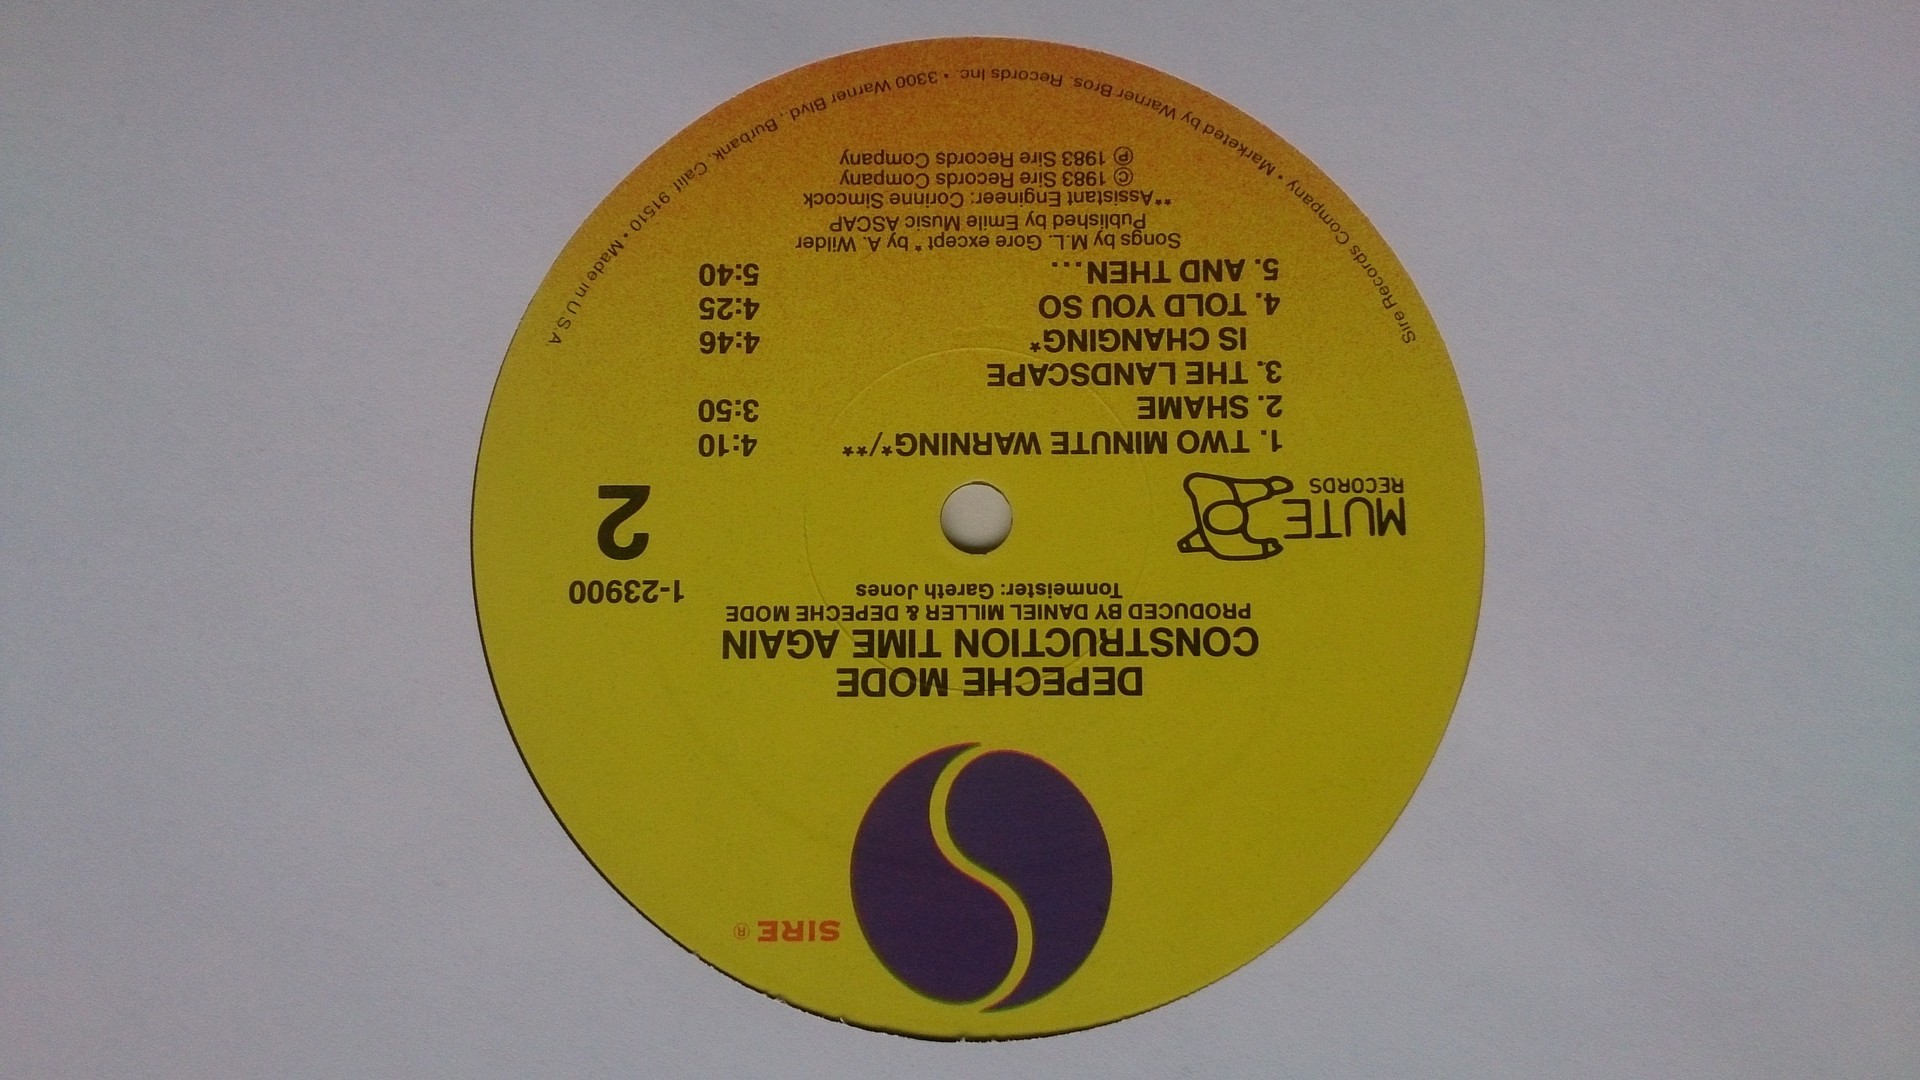 SIRE ®
DEPECHE MODE
CONSTRUCTION TIME AGAIN
PRODUCED BY DANIEL MILLER & DEPECHE MODE
Tonmeister: Gareth Jones
MUTE
RECORDS
1-23900
2
1. TWO MINUTE WARNING*/** 4:10
2. SHAME 3:50
3. THE LANDSCAPE
IS CHANGING* 4:46
4. TOLD YOU SO 4:25
5. AND THEN... 5:40
Songs by M.L. Gore except * by A. Wilder
Published by Emile Music ASCAP
**Assistant Engineer: Corinne Simcock
© 1983 Sire Records Company
℗ 1983 Sire Records Company
Sire Records Company • Marketed by Warner Bros. Records Inc. • 3300 Warner Blvd., Burbank, Calif 91510 • Made in U.S.A.